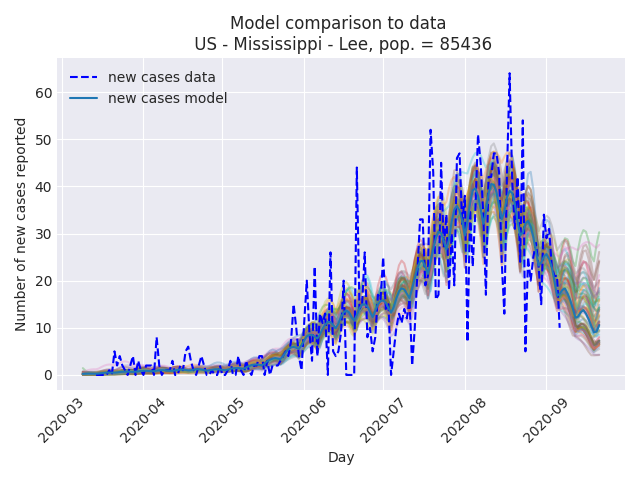 Model comparison to data
US - Mississippi - Lee, pop. = 85436
new cases data
new cases model
Number of new cases reported
60
50
40
30
20
10
0
2020-03
2020-04
2020-05
2020-06
2020-07
2020-08
2020-09
Day